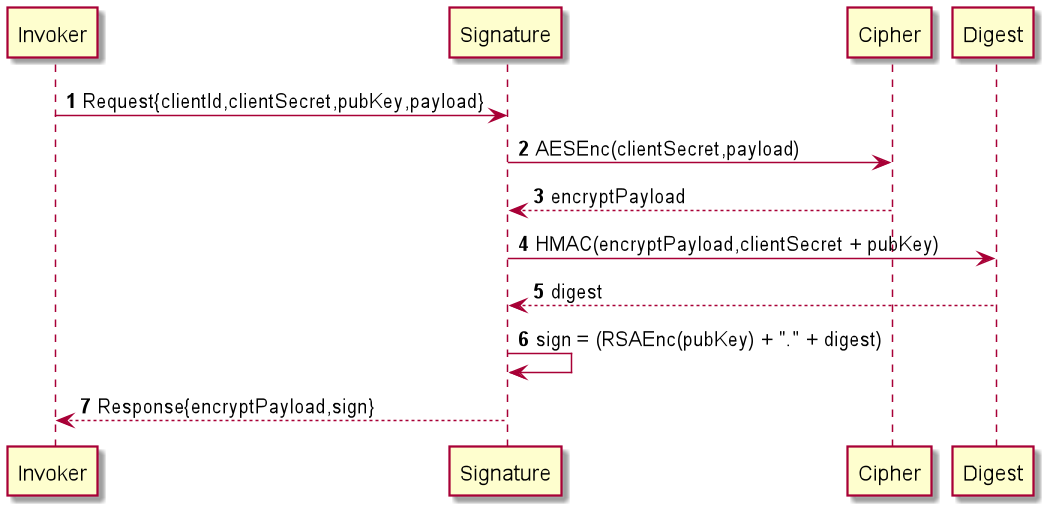 Invoker Signature Cipher Digest
1 Request{clientId,clientSecret,pubKey,payload}
2 AESEnc(clientSecret,payload)
3 encryptPayload
4 HMAC(encryptPayload,clientSecret + pubKey)
5 digest
6 sign = (RSAEnc(pubKey) + "." + digest)
7 Response{encryptPayload,sign}
Invoker Signature Cipher Digest